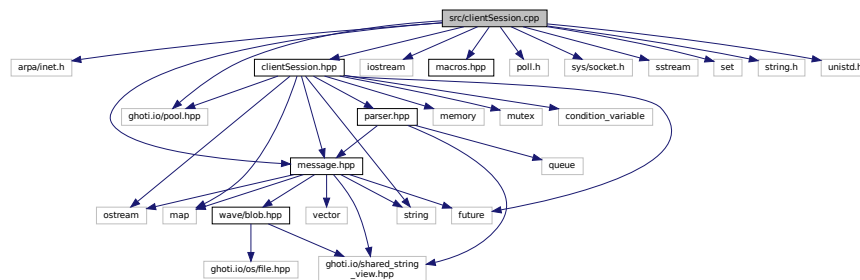 src/clientSession.cpp
arpa/inet.h
clientSession.hpp
iostream
macros.hpp
poll.h
sys/socket.h
sstream
set
string.h
unistd.h
ghoti.io/pool.hpp
parser.hpp
memory
mutex
condition_variable
message.hpp
queue
ostream
map
wave/blob.hpp
vector
string
future
ghoti.io/os/file.hpp
ghoti.io/shared_string
_view.hpp